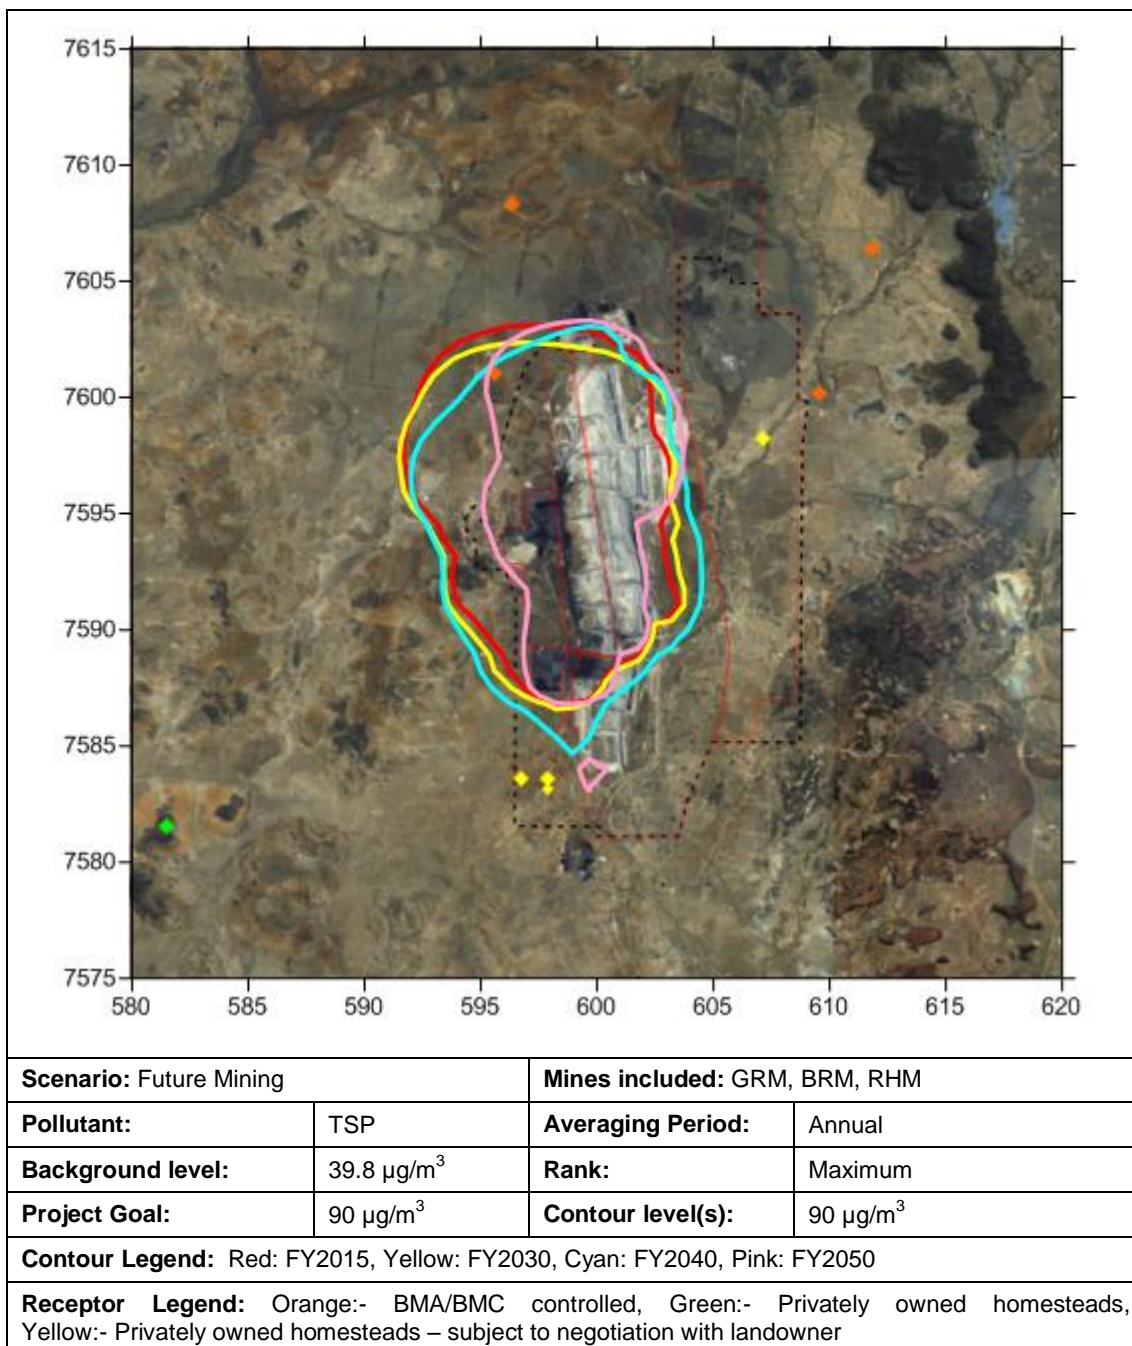 7615
7610
7605
7600
7595
7590
7585
7580
7575
580 585 590 595 600 605 610 615 620
Scenario: Future Mining Mines included: GRM, BRM, RHM
Pollutant: TSP Averaging Period: Annual
Background level: 39.8 µg/m³ Rank: Maximum
Project Goal: 90 µg/m³ Contour level(s): 90 µg/m³
Contour Legend: Red: FY2015, Yellow: FY2030, Cyan: FY2040, Pink: FY2050
Receptor Legend: Orange:- BMA/BMC controlled, Green:- Privately owned homesteads,
Yellow:- Privately owned homesteads – subject to negotiation with landowner